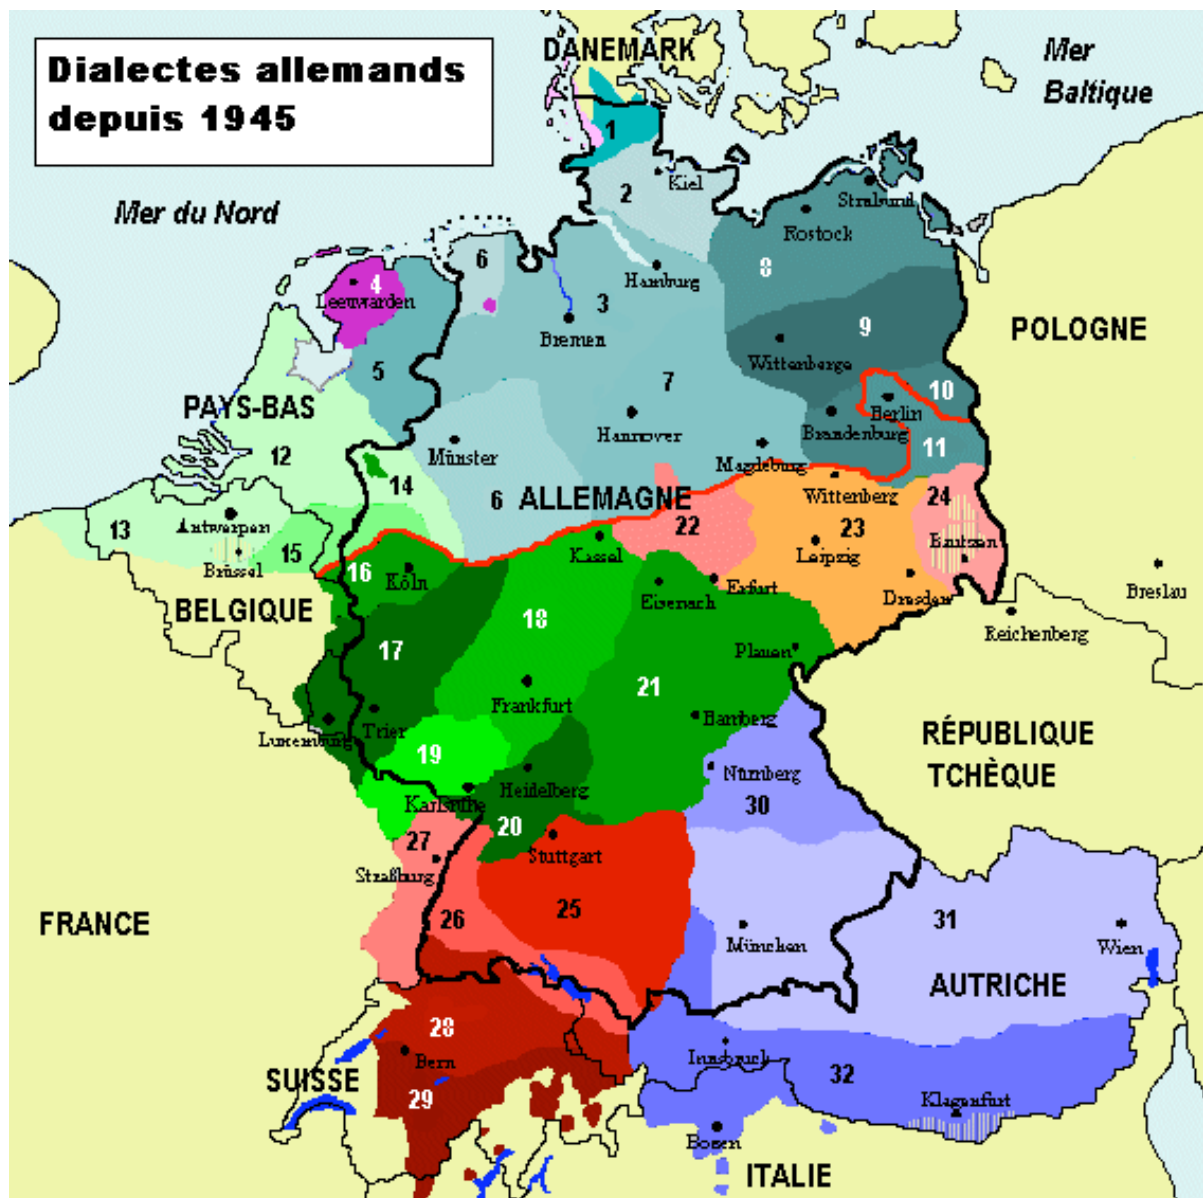 Dialectes allemands
depuis 1945
DANEMARK
Mer
Baltique
1
2
Kiel
Stralsund
Mer du Nord
Rostock
6
4
Leeuwarden
3
Hamburg
8
Bremen
9
POLOGNE
Wittenberge
5
7
10
PAYS-BAS
Berlin
Hannover
Brandenburg
Münster
Magdeburg
11
12
14
6
ALLEMAGNE
Wittenberg
24
13
Antwerpen
22
23
15
Kassel
Leipzig
Bautzen
Brüssel
16
Köln
Eisenach
Erfurt
Dresden
Breslau
BELGIQUE
Reichenberg
18
17
Plauen
21
Frankfurt
Trier
Bamberg
Luxemburg
RÉPUBLIQUE
TCHÈQUE
19
Heidelberg
Nürnberg
Karlsruhe
30
20
27
Stuttgart
Straßburg
FRANCE
26
25
31
München
Wien
AUTRICHE
28
Bern
Innsbruck
SUISSE
32
29
Klagenfurt
Bozen
ITALIE